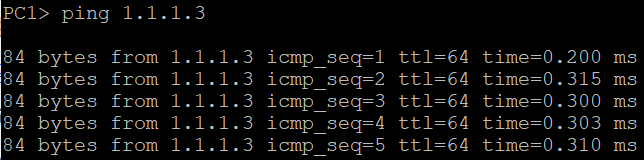 PC1> ping 1.1.1.3
84 bytes from 1.1.1.3 icmp_seq=1 ttl=64 time=0.200 ms
84 bytes from 1.1.1.3 icmp_seq=2 ttl=64 time=0.315 ms
84 bytes from 1.1.1.3 icmp_seq=3 ttl=64 time=0.300 ms
84 bytes from 1.1.1.3 icmp_seq=4 ttl=64 time=0.303 ms
84 bytes from 1.1.1.3 icmp_seq=5 ttl=64 time=0.310 ms